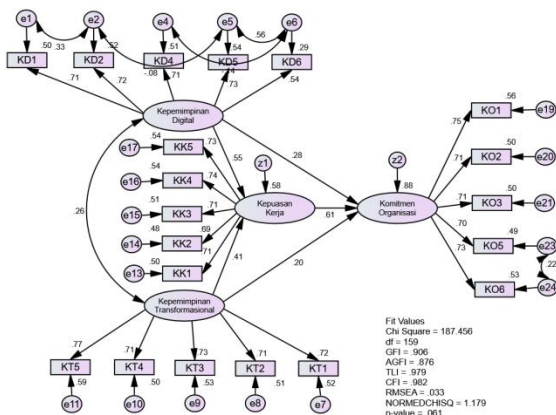 e1 e2 e4 e5 e6
.33 .56
.50 .52 .51 .54 .29
KD1 KD2 KD4 KD5 KD6
-.08 .14
.71 .72 .71 .73 .54
Kepemimpinan
Digital
e17 .54 KK5 .73
e16 .54 KK4 .74
e15 .51 KK3 .71
e14 .48 KK2 .69
e13 .50 KK1 .71
.55 .28
.26
z1 .58
Kepuasan
Kerja
.61
z2 .88
Komitmen
Organisasi
.41 .20
.75 KO1 .56 e19
.71 KO2 .50 e20
.71 KO3 .50 e21
.70 KO5 .49 e23
.73 KO6 .53 e24
.22
Kepemimpinan
Transformasional
.77 .71 .73 .71 .72
KT5 KT4 KT3 KT2 KT1
.59 .51 .53 .51 .52
e11 e10 e9 e8 e7
Fit Values
Chi Square = 187.456
df = 159
GFI = .906
AGFI = .876
TLI = .979
CFI = .982
RMSEA = .033
NORMEDCHISQ = 1.179
p-value = .061